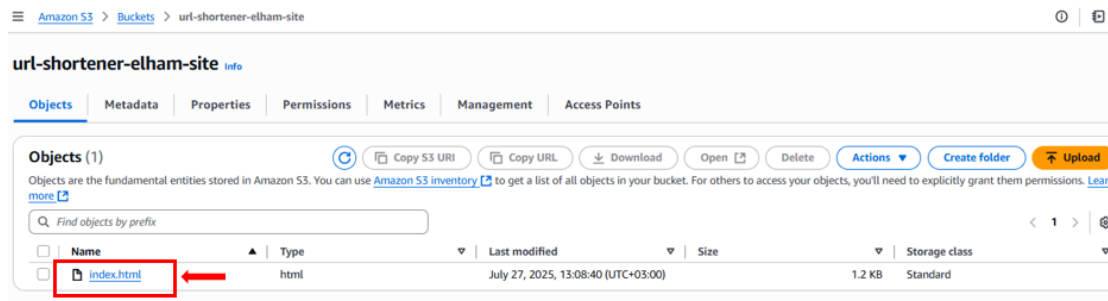 Amazon S3 > Buckets > url-shortener-elham-site
url-shortener-elham-site Info
Objects Metadata Properties Permissions Metrics Management Access Points
Objects (1) Copy S3 URI Copy URL Download Open Delete Actions Create folder Upload
Objects are the fundamental entities stored in Amazon S3. You can use Amazon S3 inventory to get a list of all objects in your bucket. For others to access your objects, you'll need to explicitly grant them permissions. Lear
more
Find objects by prefix
< 1 >
Name Type Last modified Size Storage class
index.html html July 27, 2025, 13:08:40 (UTC+03:00) 1.2 KB Standard